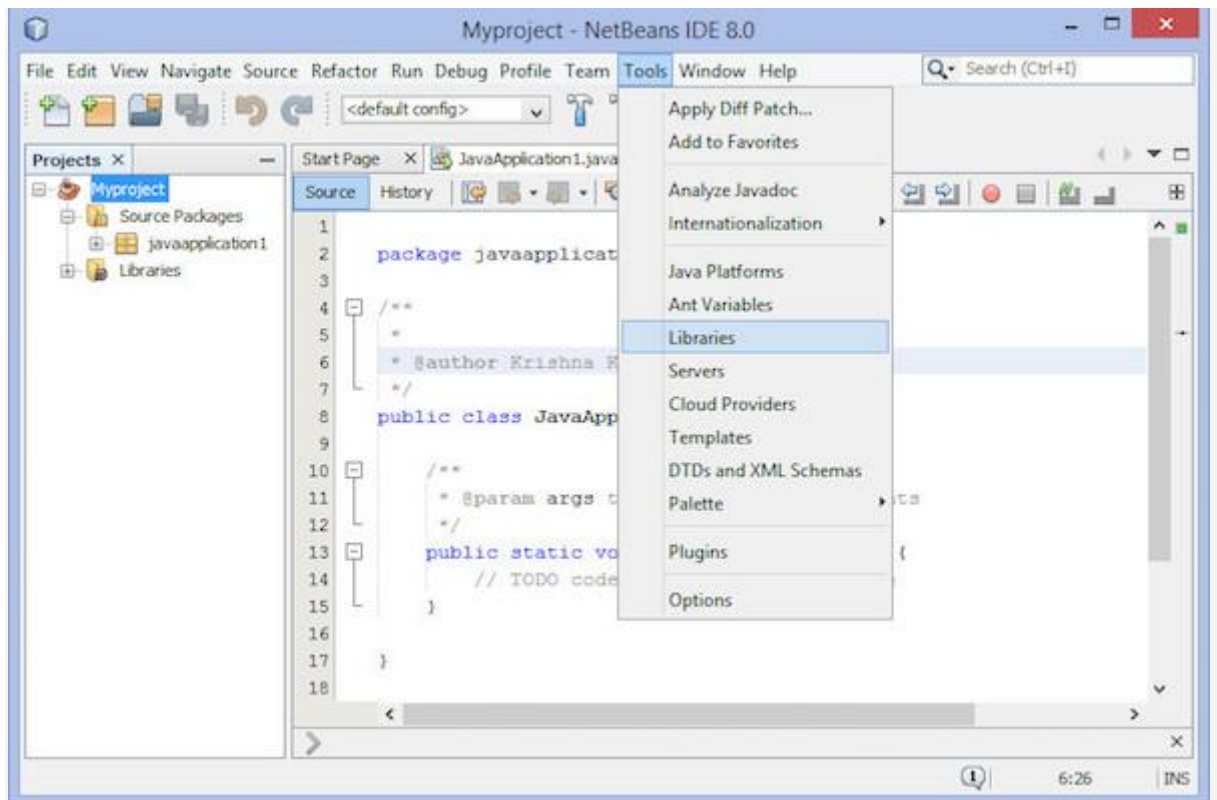 Myproject - NetBeans IDE 8.0
File Edit View Navigate Source Refactor Run Debug Profile Team Tools Window Help
Search (Ctrl+I)
<default config>
Projects
Myproject
Source Packages
javaapplication1
Libraries
Start Page
JavaApplication1.java
Source History
1
2 package javaapplicat
3
4 /**
5 *
6 * @author Krishna
7 */
8 public class JavaApp
9
10 /**
11 * @param args
12 */
13 public static vo {
14 // TODO code
15 }
16
17 }
18
Apply Diff Patch...
Add to Favorites
Analyze Javadoc
Internationalization
Java Platforms
Ant Variables
Libraries
Servers
Cloud Providers
Templates
DTDs and XML Schemas
Palette
Plugins
Options
6:26
INS